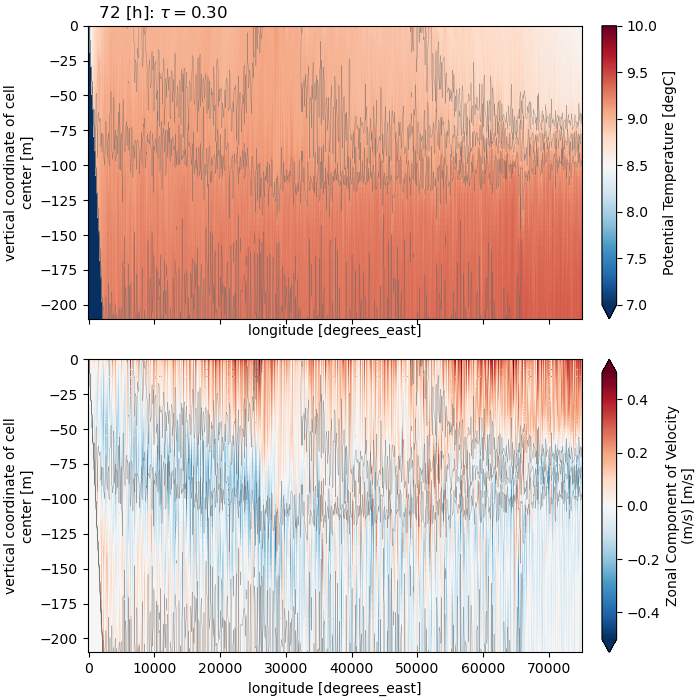 72 [h]: τ = 0.30
0
−25
−50
−75
−100
−125
−150
−175
−200
vertical coordinate of cell
center [m]
longitude [degrees_east]
10.0
9.5
9.0
8.5
8.0
7.5
7.0
Potential Temperature [degC]
0
−25
−50
−75
−100
−125
−150
−175
−200
vertical coordinate of cell
center [m]
0 10000 20000 30000 40000 50000 60000 70000
longitude [degrees_east]
0.4
0.2
0.0
−0.2
−0.4
Zonal Component of Velocity
(m/s) [m/s]